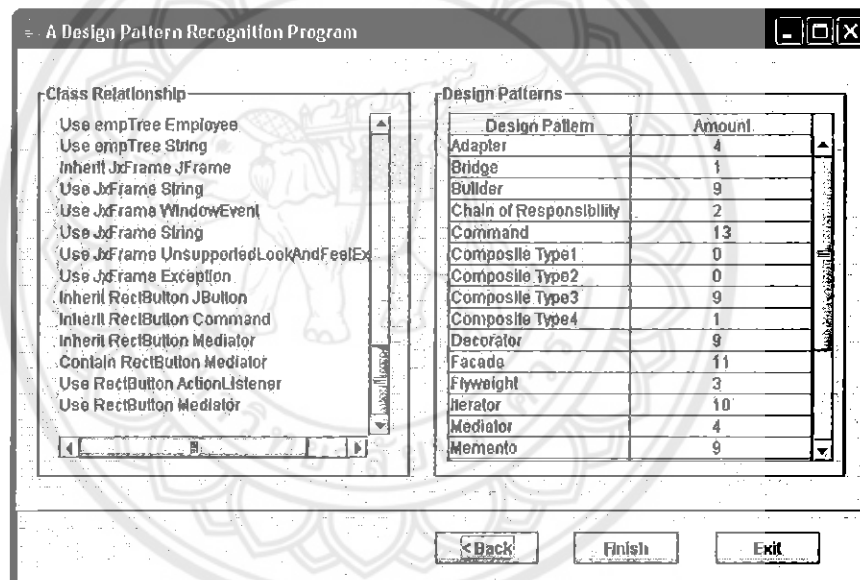 A Design Pattern Recognition Program
Class Relationship
Use empTree Employee
Use empTree String
Inherit JxFrame JFrame
Use JxFrame String
Use JxFrame WindowEvent
Use JxFrame String
Use JxFrame UnsupportedLookAndFeelEx
Use JxFrame Exception
Inherit RectButton JButton
Inherit RectButton Command
Inherit RectButton Mediator
Contain RectButton Mediator
Use RectButton ActionListener
Use RectButton Mediator
Design Patterns
Design Pattern Amount
Adapter 4
Bridge 1
Builder 9
Chain of Responsibility 2
Command 13
Composite Type1 0
Composite Type2 0
Composite Type3 9
Composite Type4 1
Decorator 9
Facade 11
Flyweight 3
Iterator 10
Mediator 4
Memento 9
< Back Finish Exit